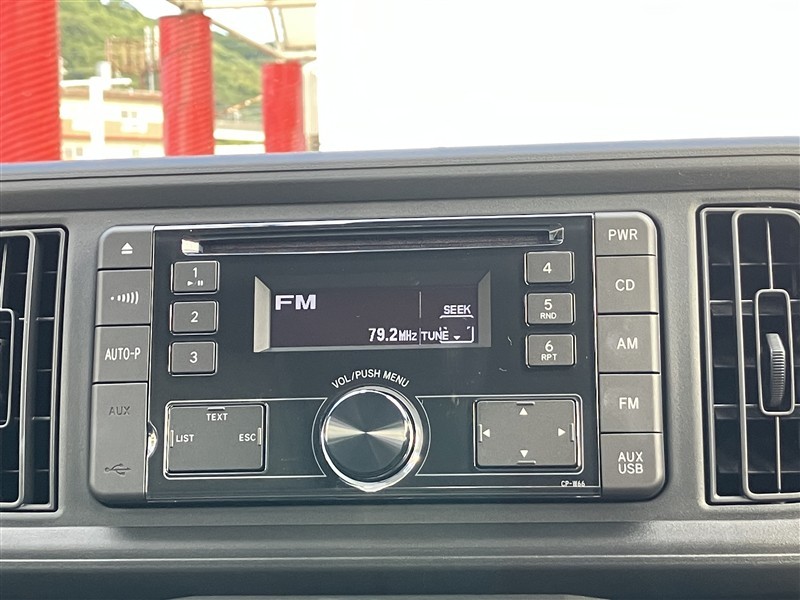 PWR
1
4
CD
FM
SEEK
2
5
RND
79.2MHz TUNE
AUTO-P
3
6
RPT
AM
VOL/PUSH MENU
AUX
TEXT
FM
LIST
ESC
AUX
USB
CP-W66